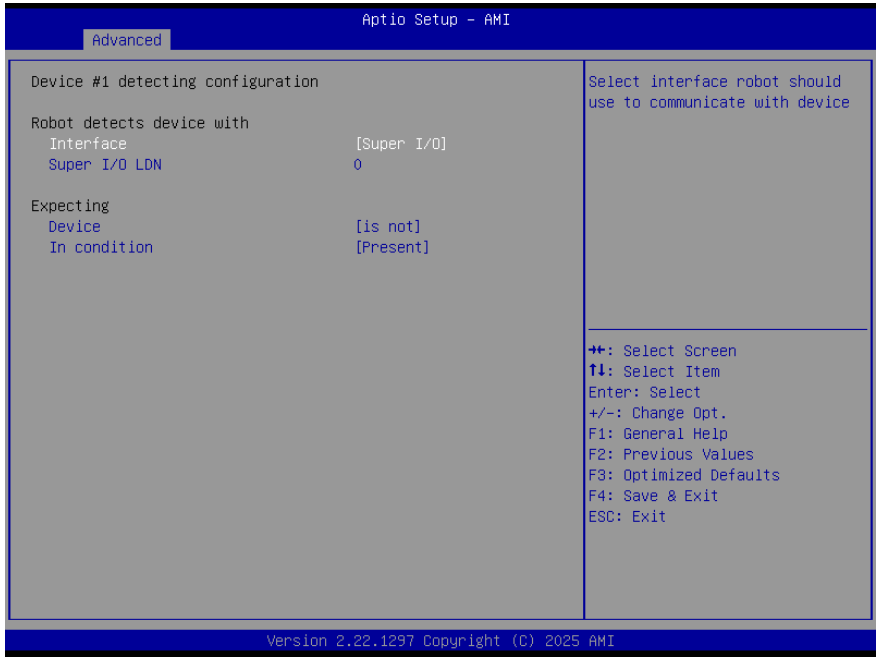 Aptio Setup – AMI
Advanced
Device #1 detecting configuration
Robot detects device with
Interface [Super I/O]
Super I/O LDN 0
Expecting
Device [is not]
In condition [Present]
Select interface robot should
use to communicate with device
→←: Select Screen
↑↓: Select Item
Enter: Select
+/-: Change Opt.
F1: General Help
F2: Previous Values
F3: Optimized Defaults
F4: Save & Exit
ESC: Exit
Version 2.22.1297 Copyright (C) 2025 AMI